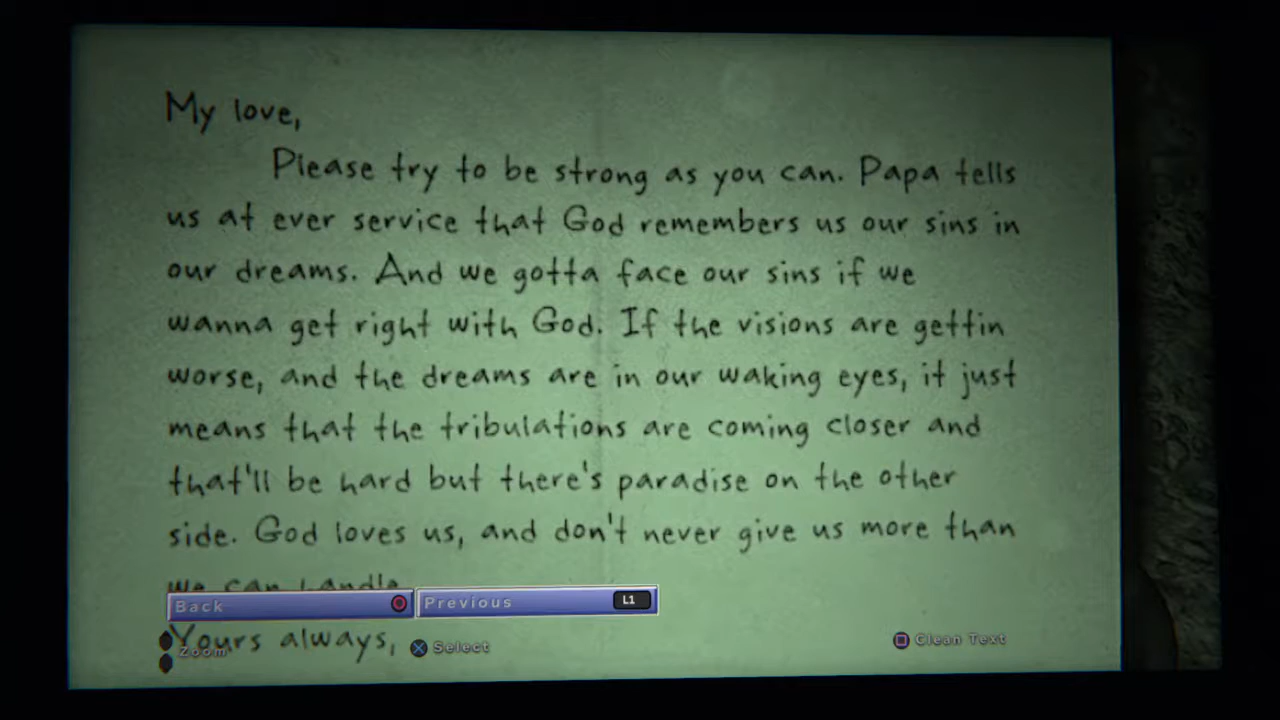 My love,
Please try to be strong as you can. Papa tells
us at ever service that God remembers us our sins in
our dreams. And we gotta face our sins if we
wanna get right with God. If the visions are gettin
worse, and the dreams are in our waking eyes, it just
means that the tribulations are coming closer and
that'll be hard but there's paradise on the other
side. God loves us, and don't never give us more than
we can handle
Back Previous L1
Yours always,
Zoom Select Clean Text